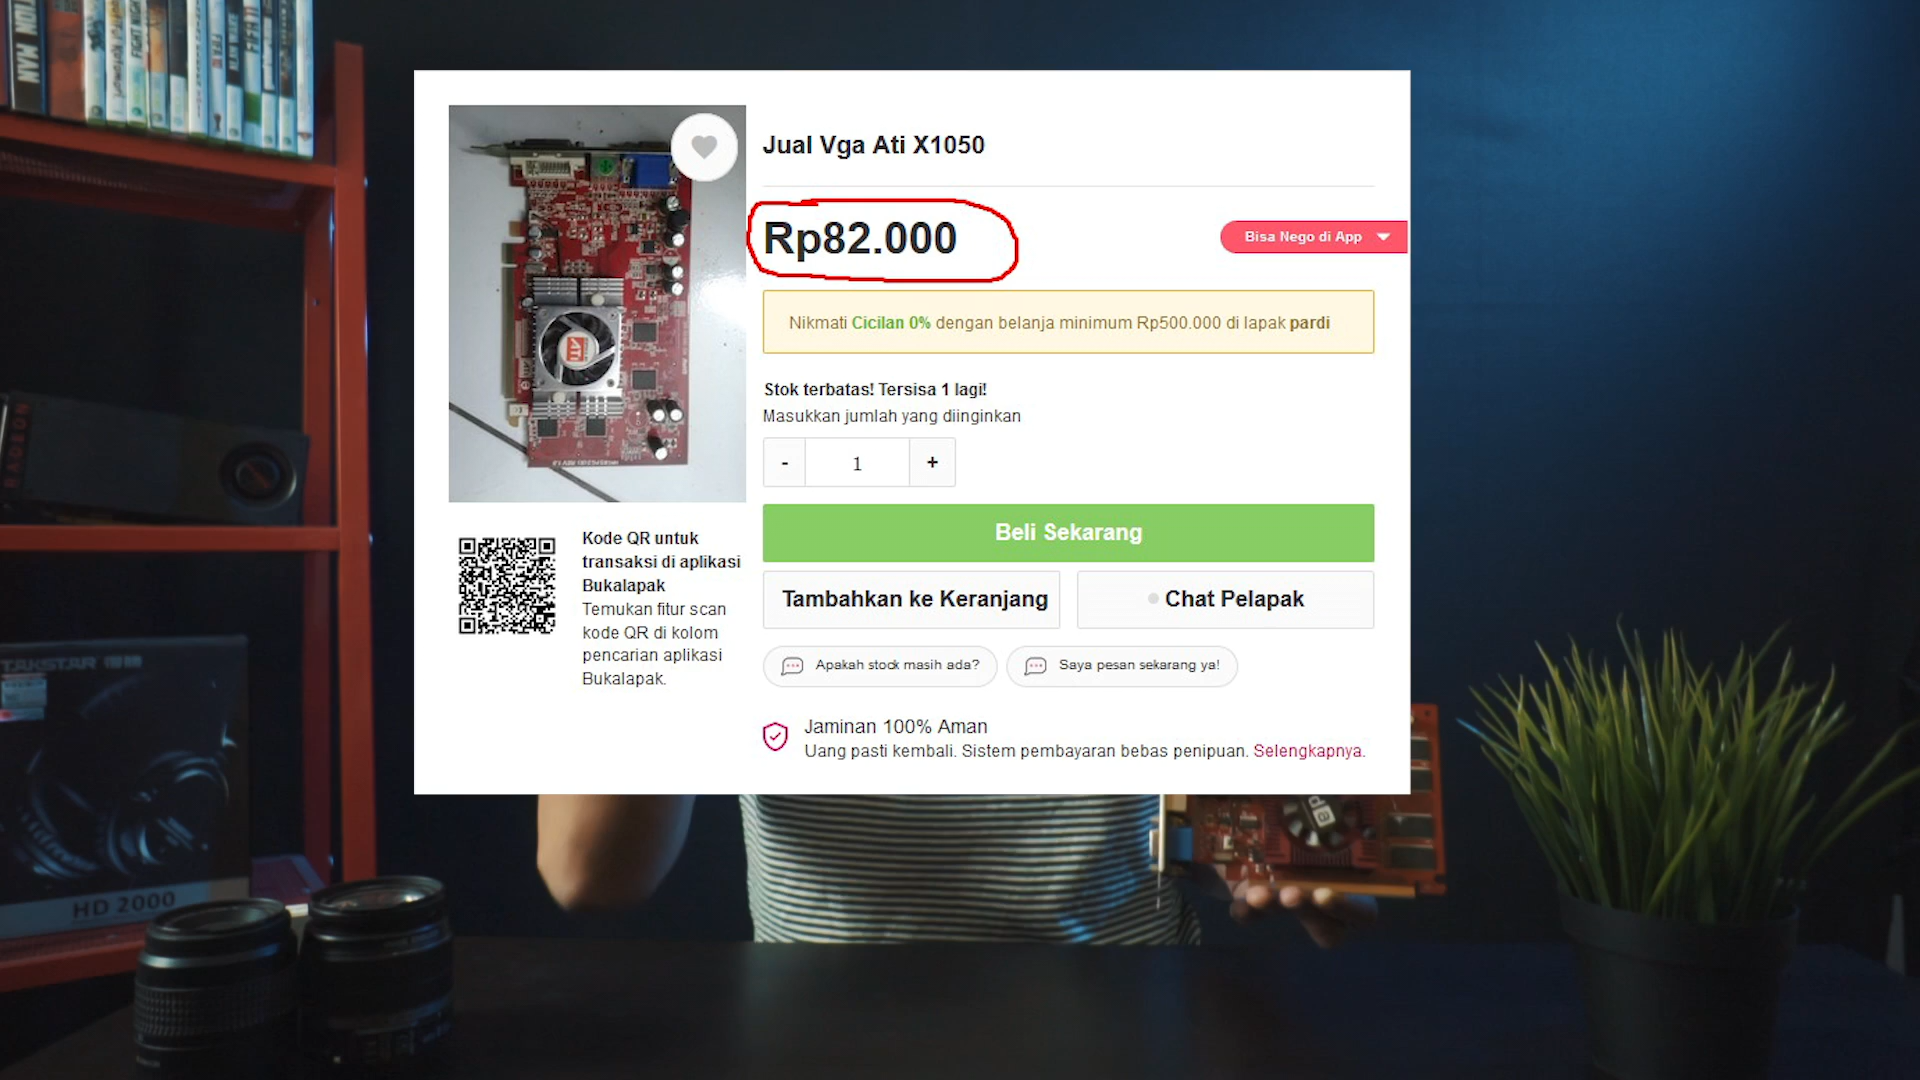 Jual Vga Ati X1050
Rp82.000
Bisa Nego di App
Nikmati Cicilan 0% dengan belanja minimum Rp500.000 di lapak pardi
Stok terbatas! Tersisa 1 lagi!
Masukkan jumlah yang diinginkan
- 1 +
Beli Sekarang
Tambahkan ke Keranjang
Chat Pelapak
Apakah stock masih ada?
Saya pesan sekarang ya!
Jaminan 100% Aman
Uang pasti kembali. Sistem pembayaran bebas penipuan. Selengkapnya.
Kode QR untuk
transaksi di aplikasi
Bukalapak
Temukan fitur scan
kode QR di kolom
pencarian aplikasi
Bukalapak.
ATI
RADEON
TAKSTAR
HD 2000
MAN